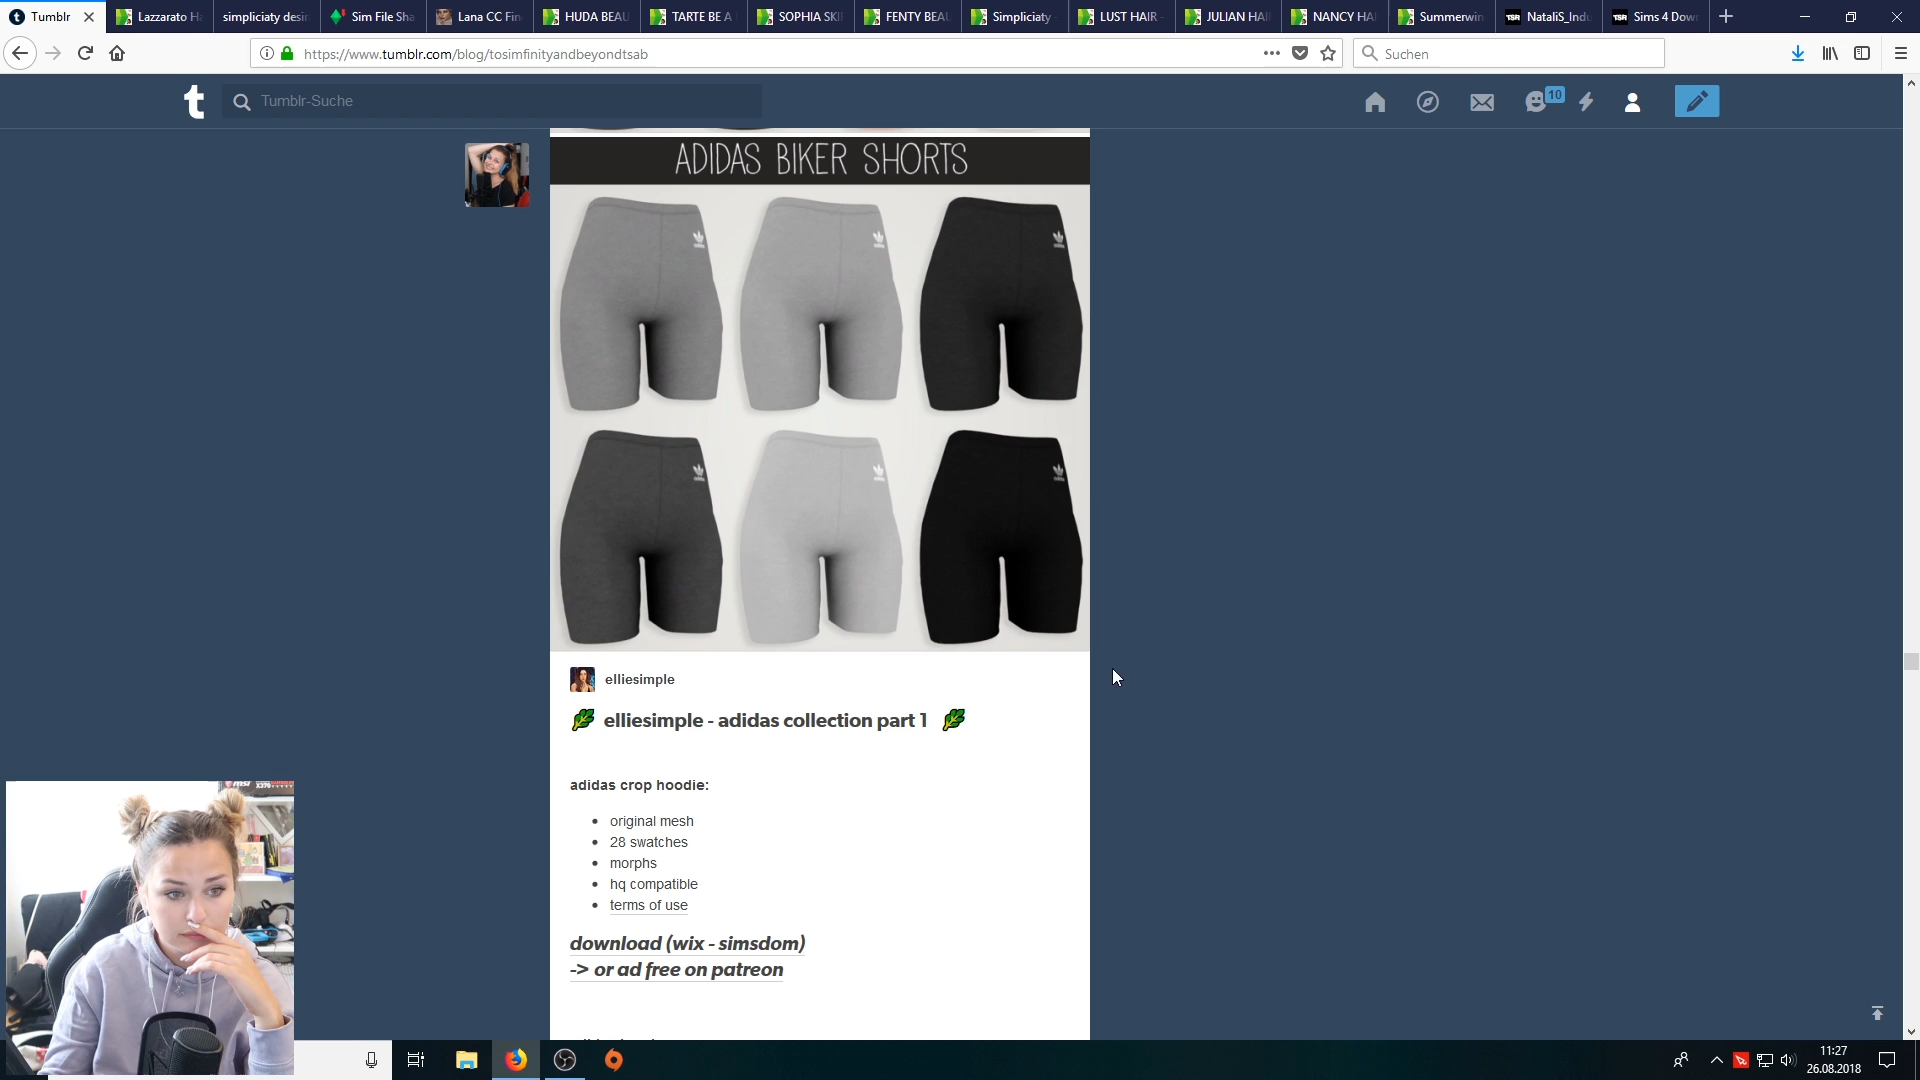 Tumblr
Lazzarato Ha
simpliciaty desi
Sim File Sha
Lana CC Fin
HUDA BEAU
TARTE BE A
SOPHIA SKI
FENTY BEAU
Simpliciaty
LUST HAIR
JULIAN HAI
NANCY HA
Summerwin
NataliS_Indu
Sims 4 Dow
https://www.tumblr.com/blog/tosimfinityandbeyondtsab
Suchen
Tumblr-Suche
10
ADIDAS BIKER SHORTS
elliesimple
elliesimple - adidas collection part 1
adidas crop hoodie:
• original mesh
• 28 swatches
• morphs
• hq compatible
• terms of use
download (wix - simsdom)
-> or ad free on patreon
11:27
26.08.2018